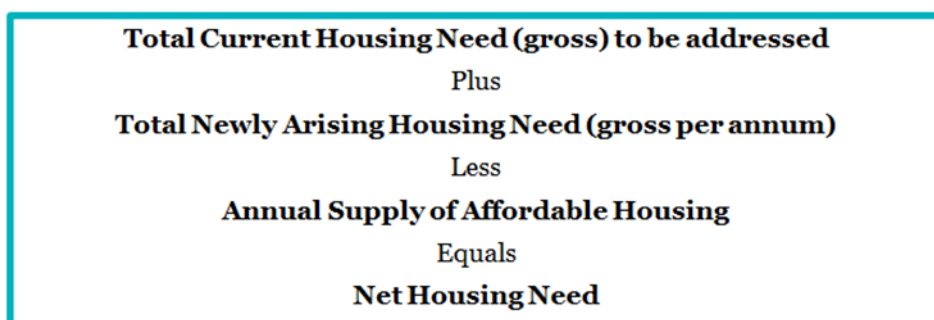 Total Current Housing Need (gross) to be addressed
Plus
Total Newly Arising Housing Need (gross per annum)
Less
Annual Supply of Affordable Housing
Equals
Net Housing Need